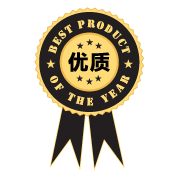 BEST PRODUCT
优质
OF THE YEAR